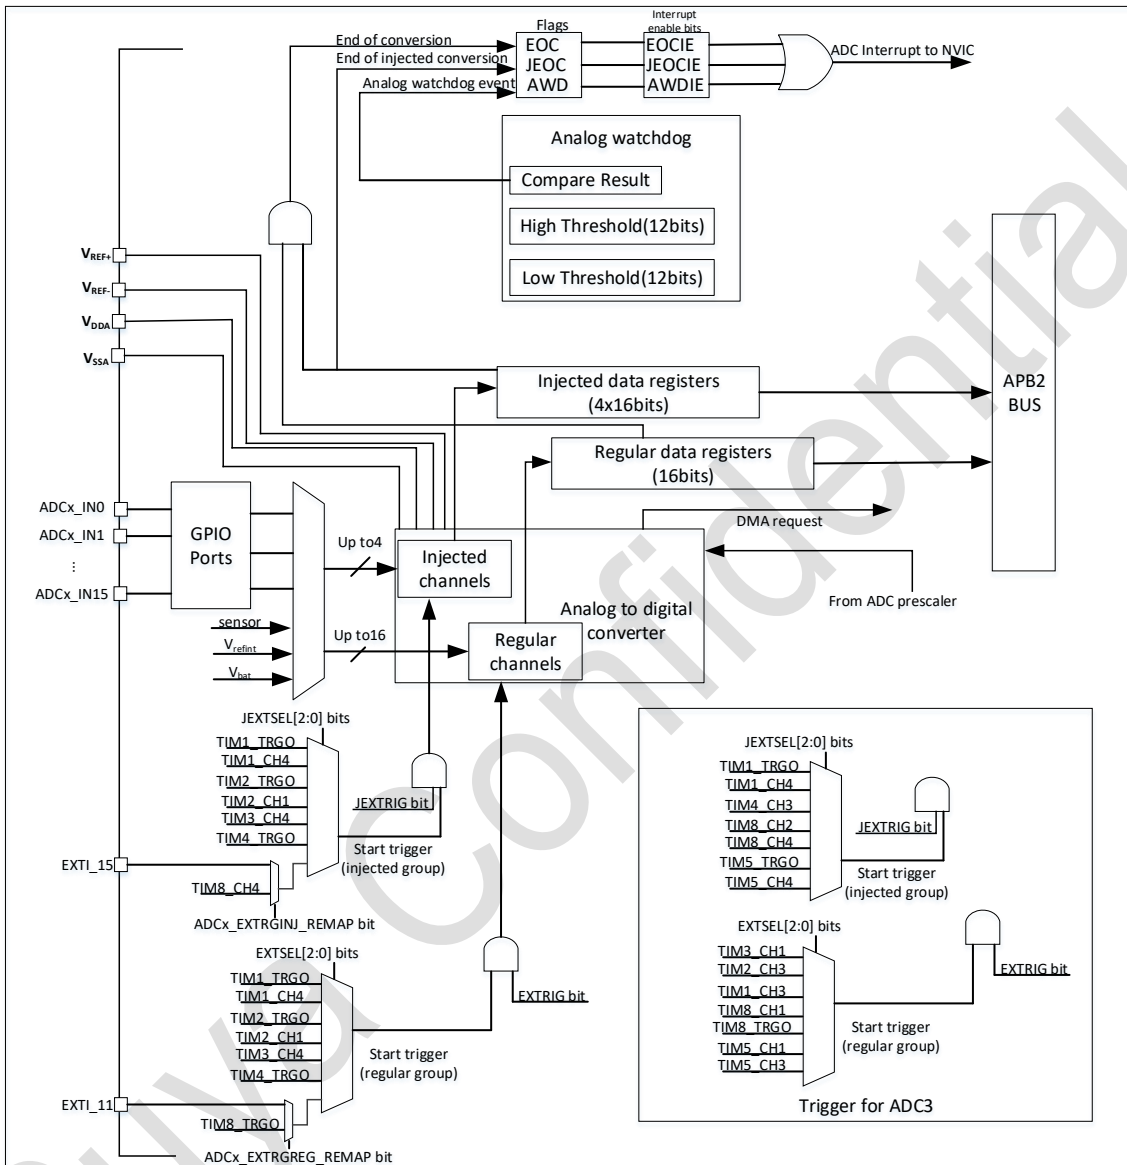 Flags
Interrupt
enable bits
End of conversion
EOC
EOCIE
ADC Interrupt to NVIC
End of injected conversion
JEOC
JEOCIE
Analog watchdog event
AWD
AWDIE
Analog watchdog
Compare Result
High Threshold(12bits)
Low Threshold(12bits)
VREF+
VREF-
VDDA
VSSA
Injected data registers
(4x16bits)
APB2
BUS
Regular data registers
(16bits)
DMA request
ADCx_IN0
ADCx_IN1
⋮
ADCx_IN15
GPIO
Ports
Up to4
Injected
channels
From ADC prescaler
Analog to digital
converter
sensor
Vrefint
Vbat
Up to16
Regular
channels
JEXTSEL[2:0] bits
TIM1_TRGO
TIM1_CH4
TIM2_TRGO
TIM2_CH1
TIM3_CH4
TIM4_TRGO
JEXTRIG bit
Start trigger
(injected group)
EXTI_15
TIM8_CH4
ADCx_EXTRGINJ_REMAP bit
EXTSEL[2:0] bits
TIM1_TRGO
TIM1_CH4
TIM2_TRGO
TIM2_CH1
TIM3_CH4
TIM4_TRGO
EXTRIG bit
Start trigger
(regular group)
EXTI_11
TIM8_TRGO
ADCx_EXTRGREG_REMAP bit
JEXTSEL[2:0] bits
TIM1_TRGO
TIM1_CH4
TIM4_CH3
TIM8_CH2
TIM8_CH4
TIM5_TRGO
TIM5_CH4
JEXTRIG bit
Start trigger
(injected group)
EXTSEL[2:0] bits
TIM3_CH1
TIM2_CH3
TIM1_CH3
TIM8_CH1
TIM8_TRGO
TIM5_CH1
TIM5_CH3
EXTRIG bit
Start trigger
(regular group)
Trigger for ADC3
uya Confidential